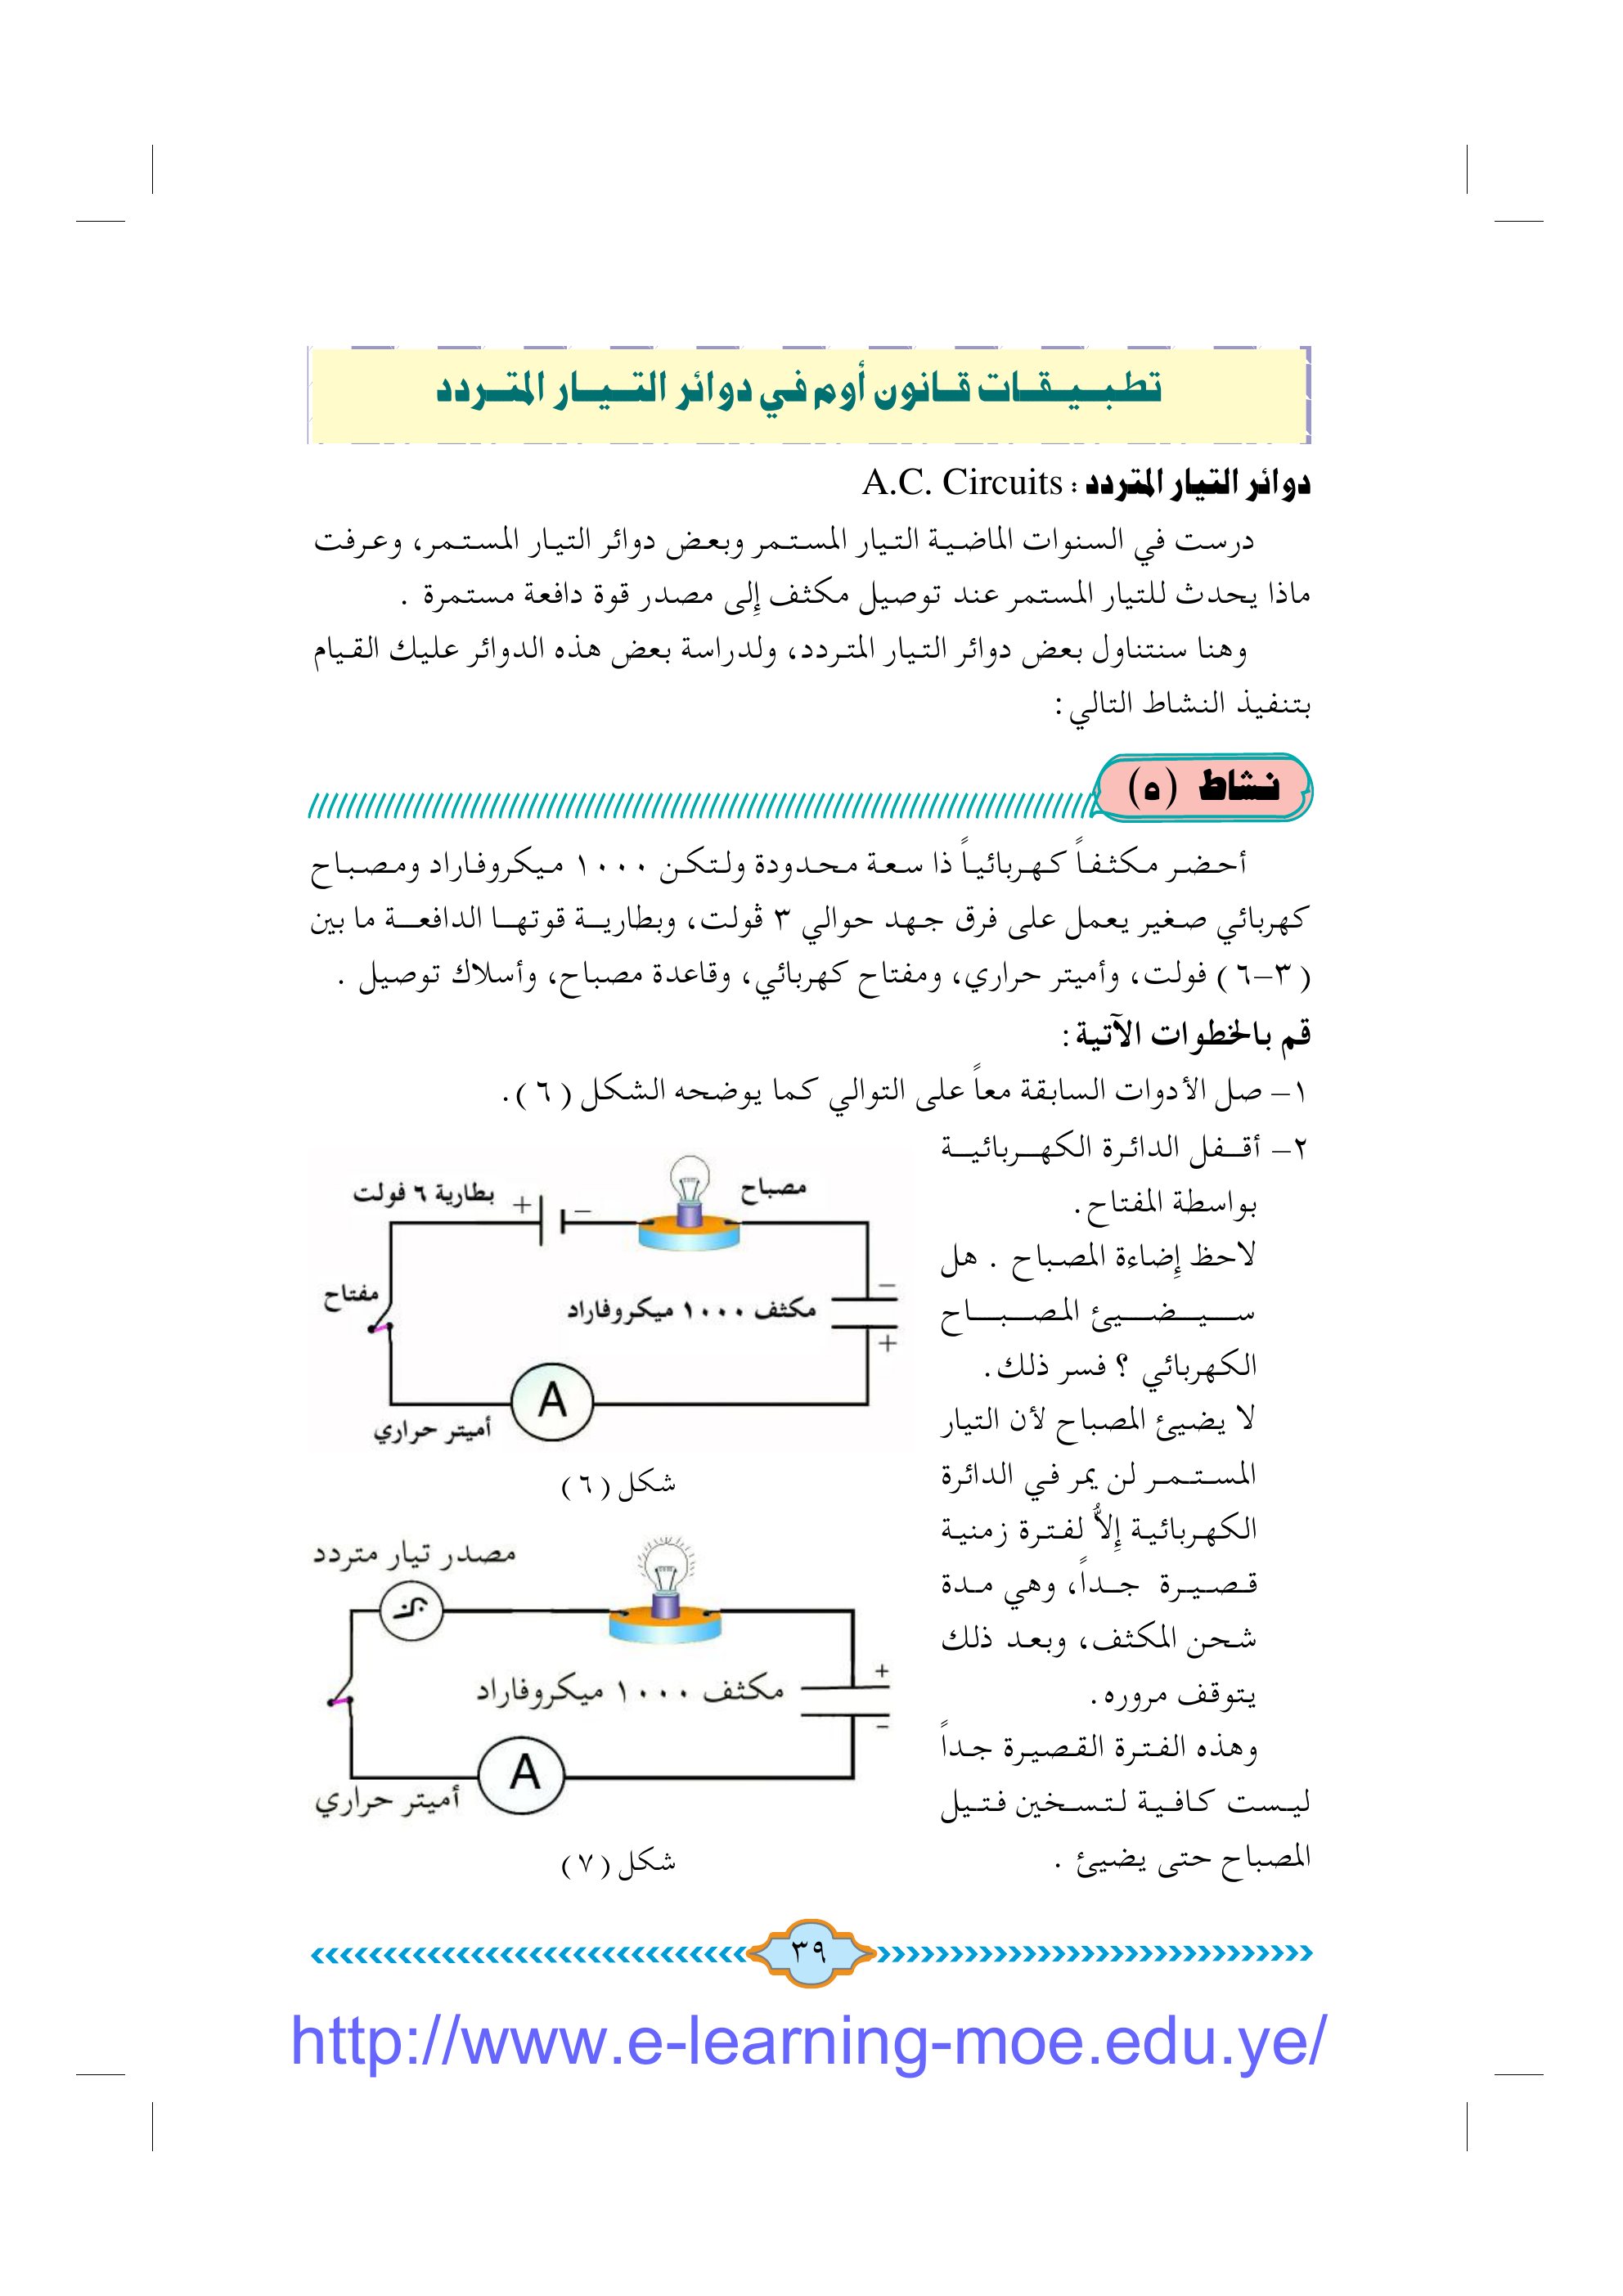 تطبيقات قانون أوم في دوائر التيار المتردد
دوائر التيار المتردد : A.C. Circuits
درست في السنوات الماضية التيار المستمر وبعض دوائر التيار المستمر، وعرفت
ماذا يحدث للتيار المستمر عند توصيل مكثف إلى مصدر قوة دافعة مستمرة .
وهنا سنتناول بعض دوائر التيار المتردد، ولدراسة بعض هذه الدوائر عليك القيام
بتنفيذ النشاط التالي :
نشاط (٥)
أحضر مكثفاً كهربائياً ذا سعة محدودة ولتكن ١٠٠٠ ميكروفاراد ومصباح
كهربائي صغير يعمل على فرق جهد حوالي ٣ ڤولت، وبطارية قوتها الدافعة ما بين
( ٣–٦ ) فولت، وأميتر حراري، ومفتاح كهربائي، وقاعدة مصباح، وأسلاك توصيل .
قم بالخطوات الآتية :
١– صل الأدوات السابقة معاً على التوالي كما يوضحه الشكل ( ٦ ).
٢– أقفل الدائرة الكهربائية
بواسطة المفتاح .
لاحظ إضاءة المصباح . هل
سيضيئ المصباح
الكهربائي ؟ فسر ذلك .
لا يضيئ المصباح لأن التيار
المستمر لن يمر في الدائرة
الكهربائية إلاَّ لفترة زمنية
قصيرة جداً، وهي مدة
شحن المكثف، وبعد ذلك
يتوقف مروره .
وهذه الفترة القصيرة جداً
ليست كافية لتسخين فتيل
المصباح حتى يضيئ .
بطارية ٦ فولت
+
–
مصباح
مفتاح
مكثف ١٠٠٠ ميكروفاراد
–
+
A
أميتر حراري
شكل ( ٦ )
مصدر تيار متردد
مكثف ١٠٠٠ ميكروفاراد
+
–
A
أميتر حراري
شكل ( ٧ )
٣٩
http://www.e-learning-moe.edu.ye/